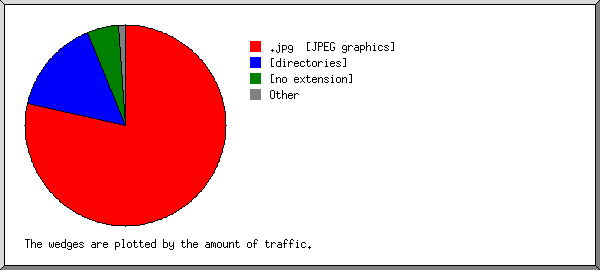 .jpg [JPEG graphics]
[directories]
[no extension]
Other
The wedges are plotted by the amount of traffic.